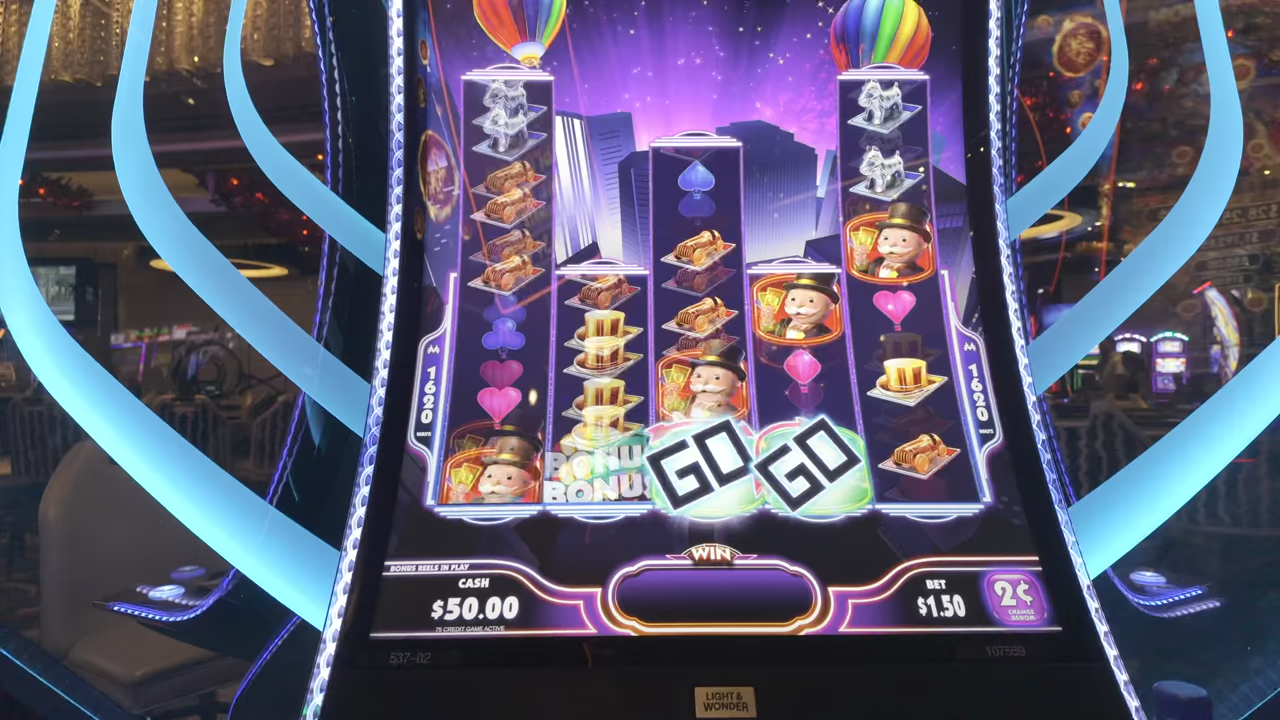 1620
WAYS
1620
WAYS
BONUS
BONUS
GO
GO
WIN
BONUS REELS IN PLAY
CASH
$50.00
75 CREDIT GAME ACTIVE
BET
$1.50
2¢
CHANGE
DENOM
537-02
107559
LIGHT &
WONDER